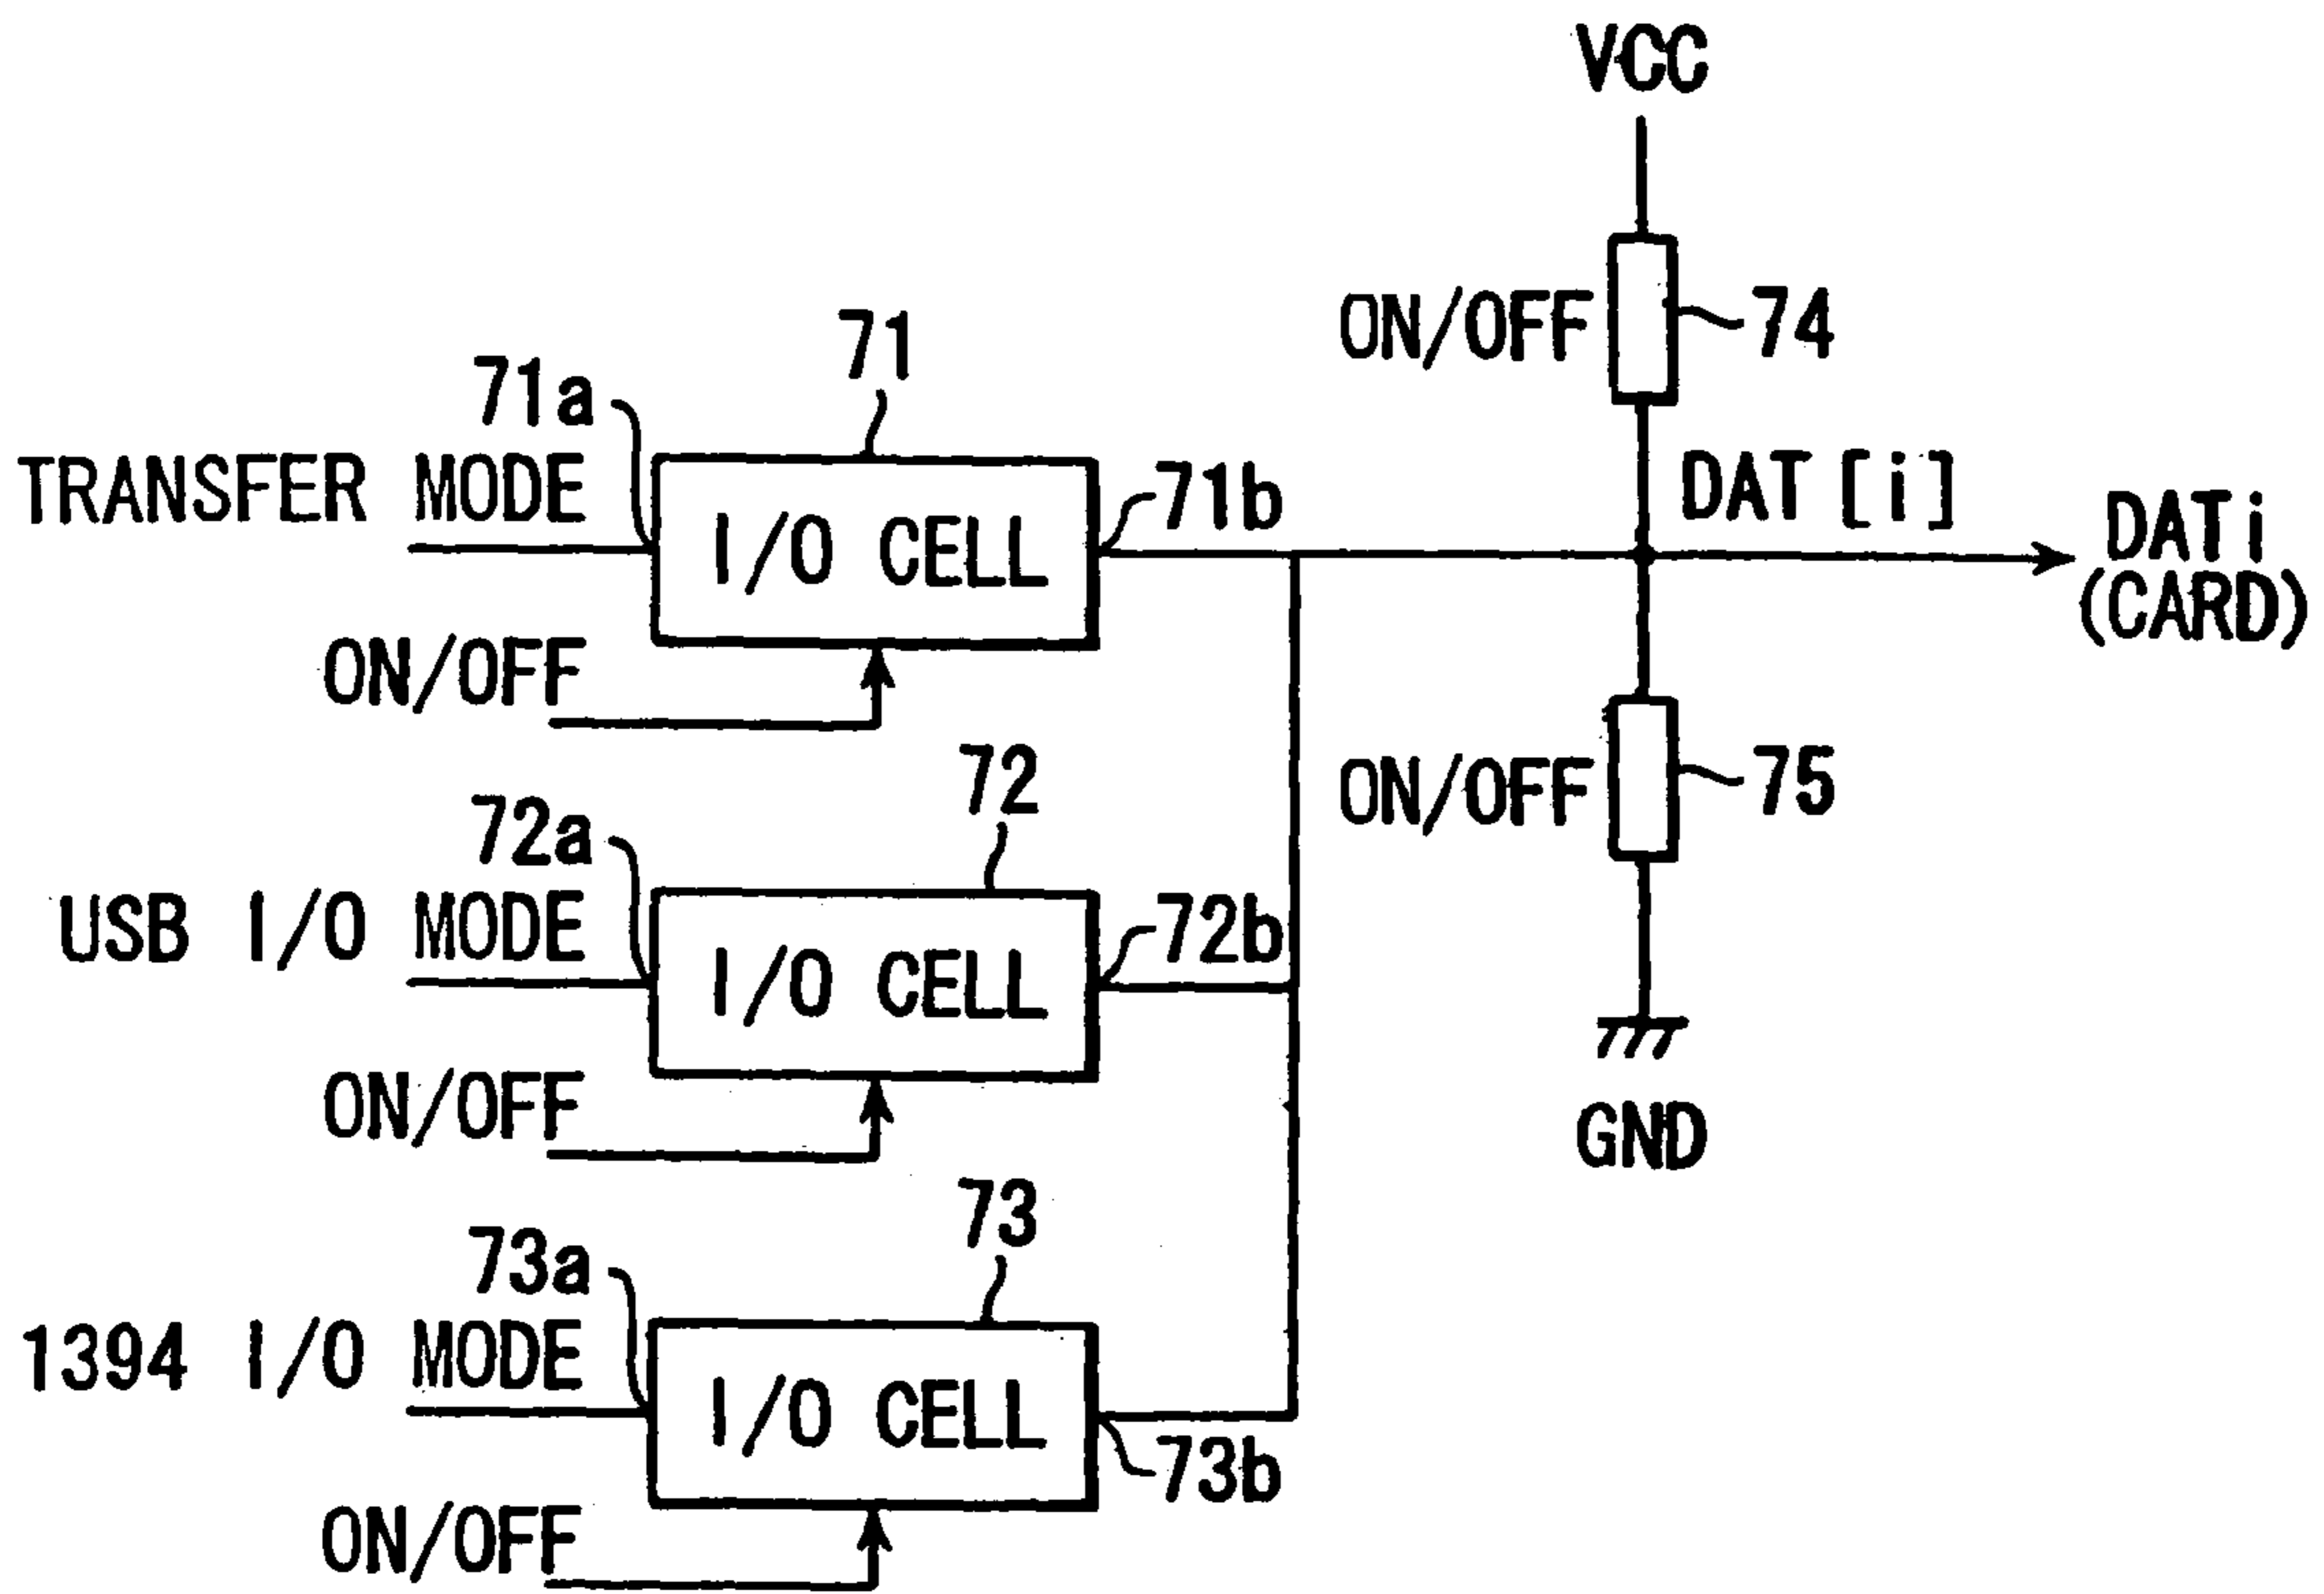 VCC
ON/OFF
74
71
71a
TRANSFER MODE
I/O CELL
71b
DAT [i]
DATi
(CARD)
ON/OFF
72
72a
USB I/O MODE
I/O CELL
72b
ON/OFF
75
ON/OFF
GND
73
73a
1394 I/O MODE
I/O CELL
73b
ON/OFF